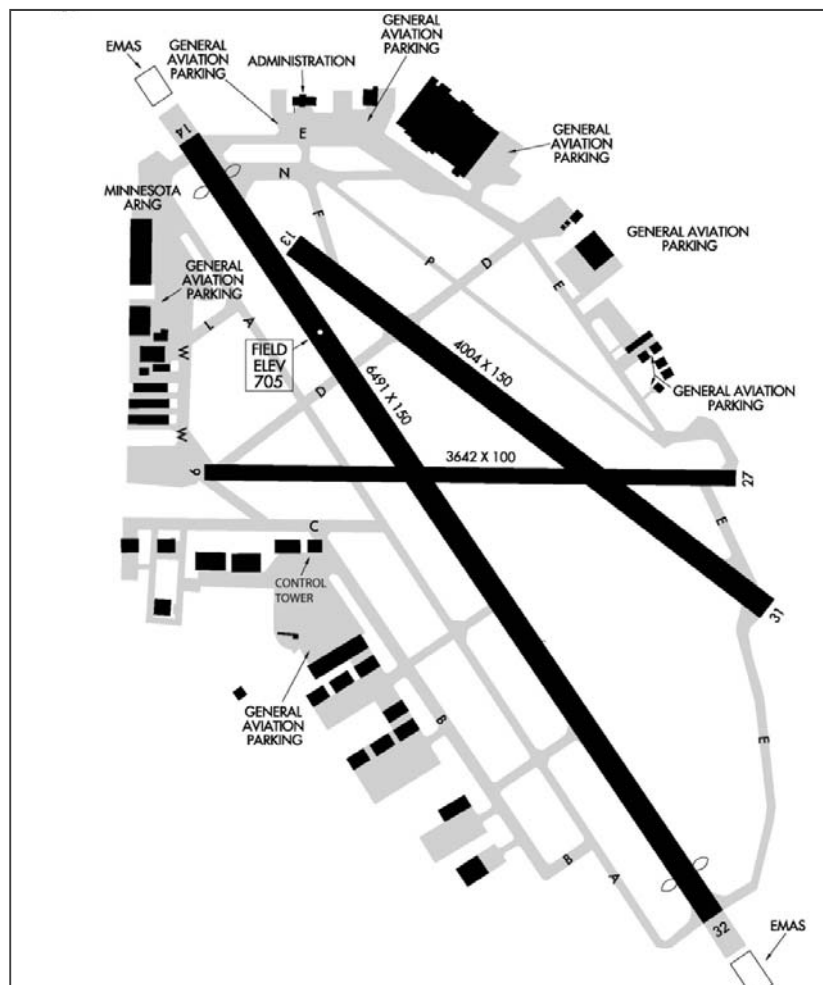 EMAS
GENERAL
AVIATION
PARKING
ADMINISTRATION
GENERAL
AVIATION
PARKING
14
E
GENERAL
AVIATION
PARKING
N
MINNESOTA
ARNG
F
13
GENERAL AVIATION
PARKING
GENERAL
AVIATION
PARKING
P
D
E
T
A
W
FIELD
ELEV
705
4004 X 150
6491 X 150
D
GENERAL AVIATION
PARKING
W
3642 X 100
9
27
C
E
CONTROL
TOWER
31
GENERAL
AVIATION
PARKING
B
E
B
A
32
EMAS